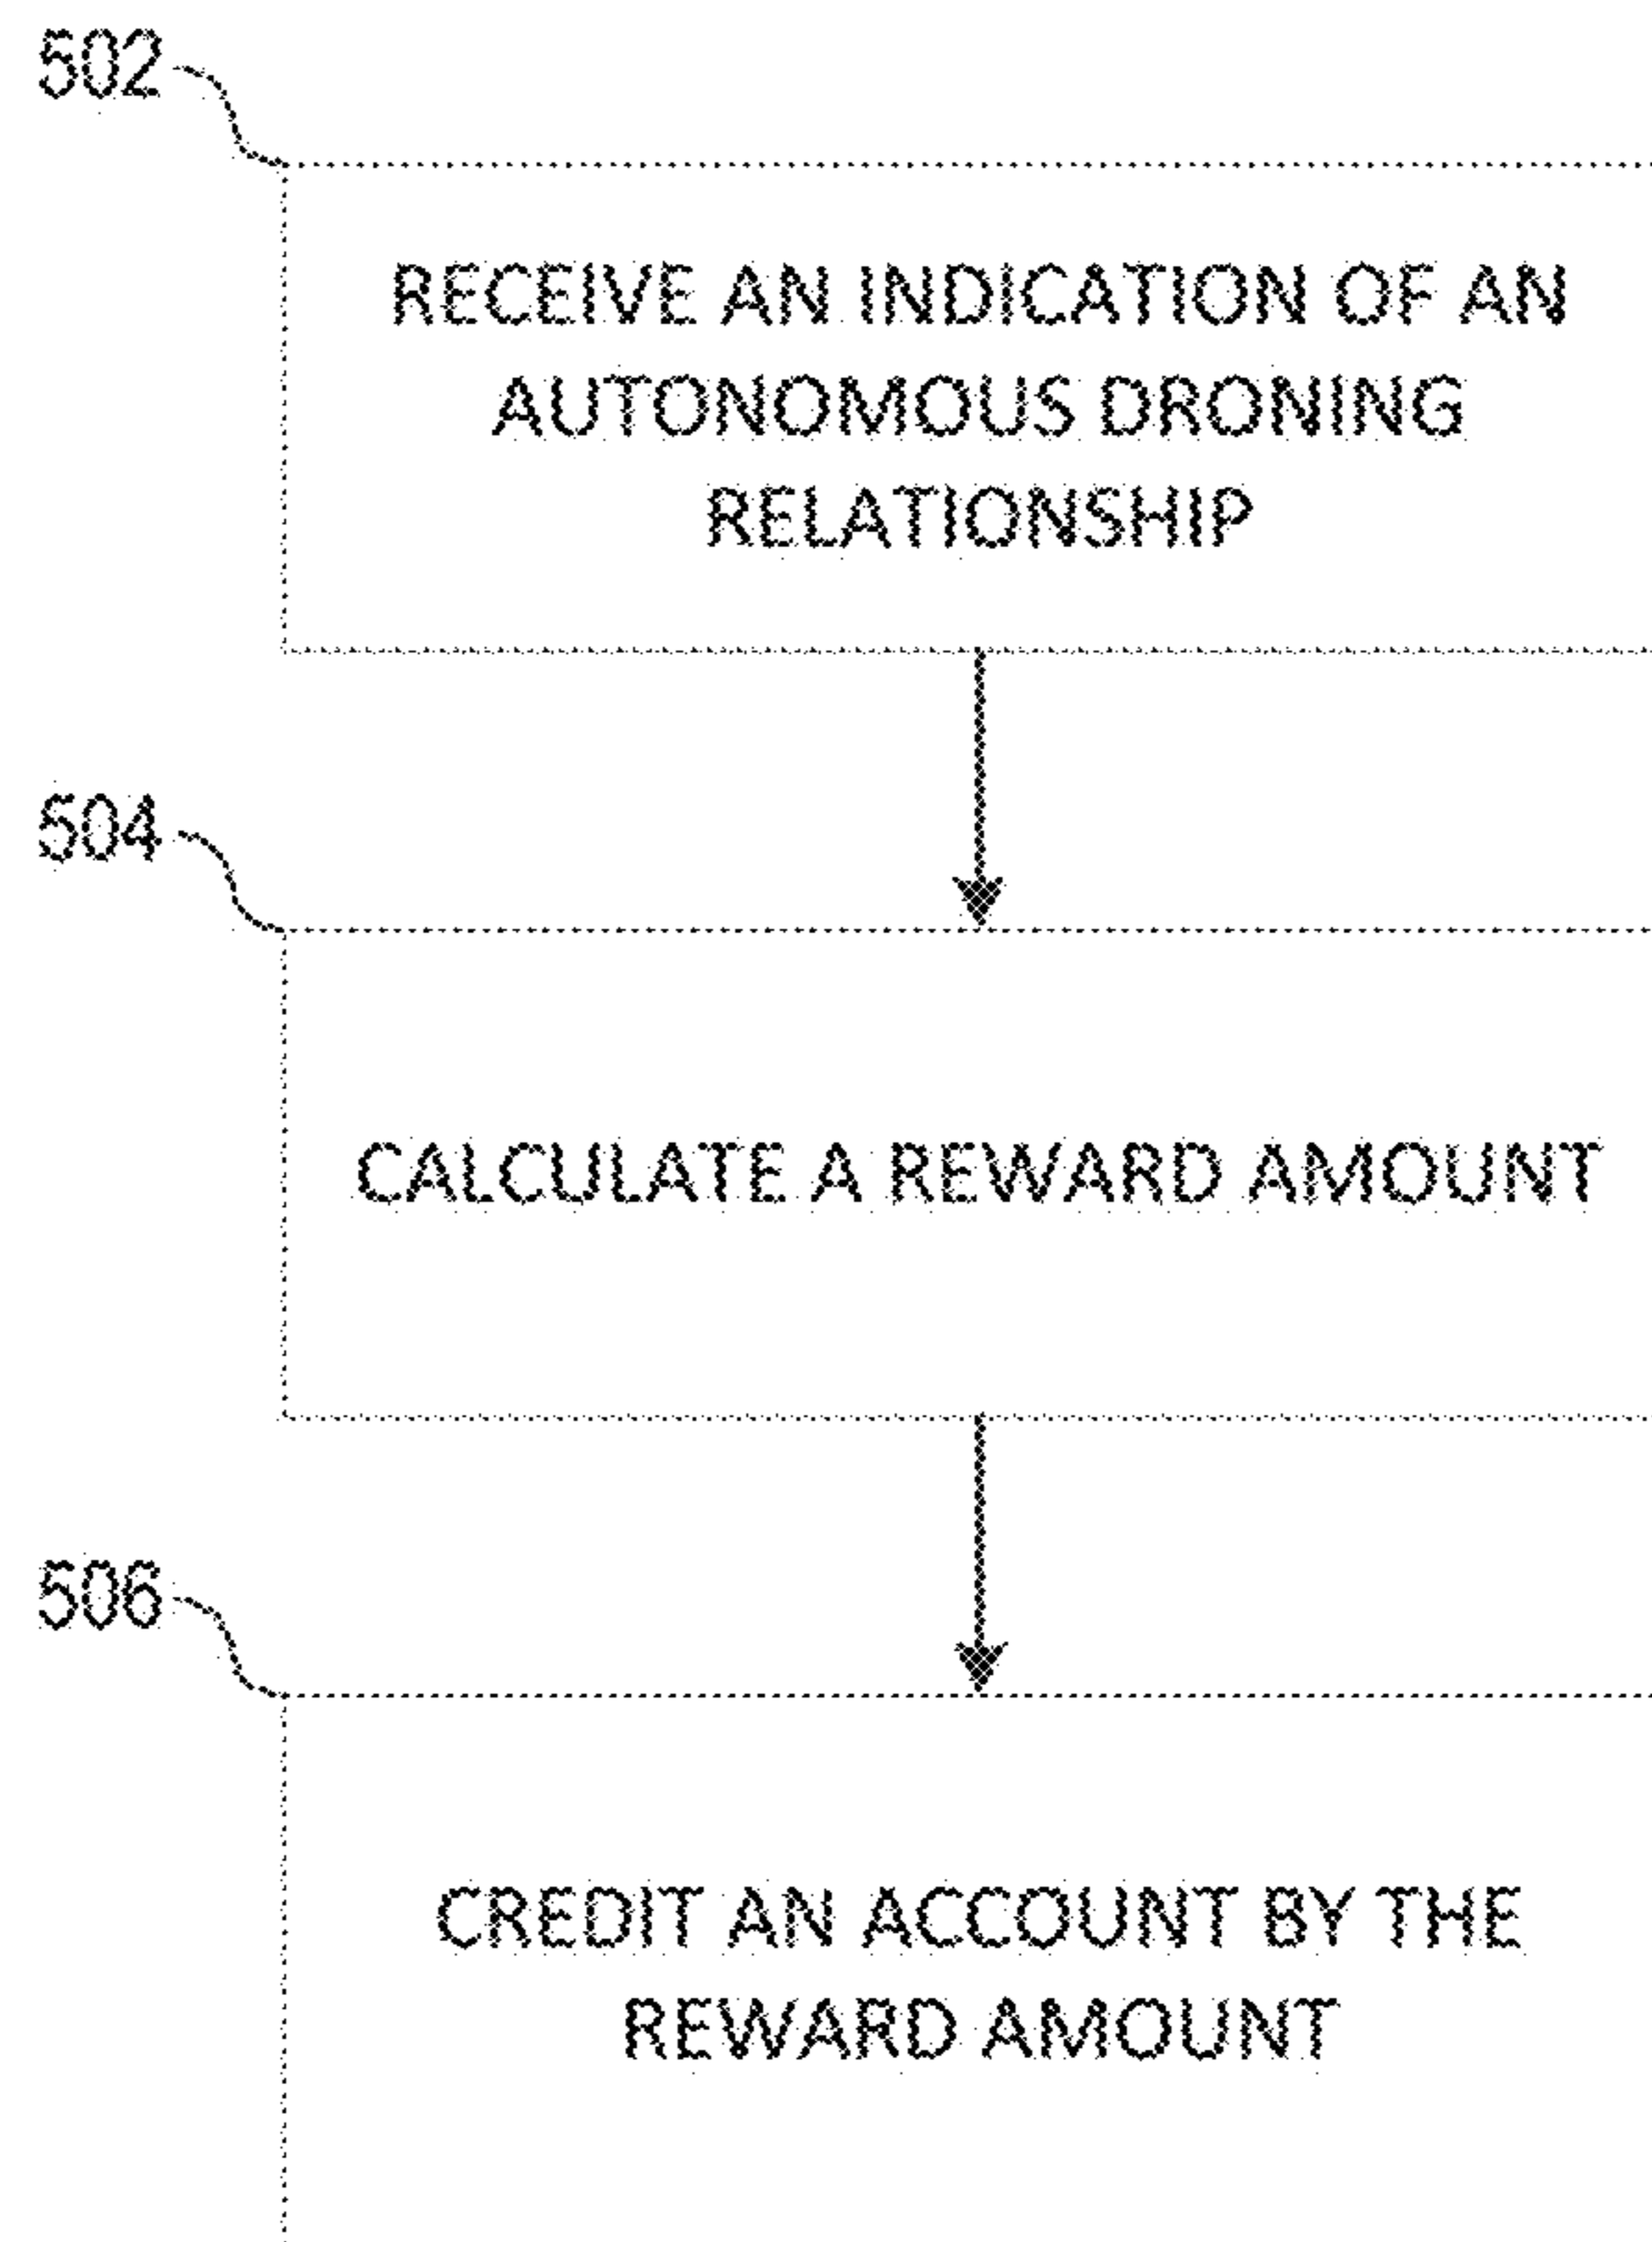 502
RECEIVE AN INDICATION OF AN
AUTONOMOUS DRONING
RELATIONSHIP
504
CALCULATE A REWARD AMOUNT
506
CREDIT AN ACCOUNT BY THE
REWARD AMOUNT